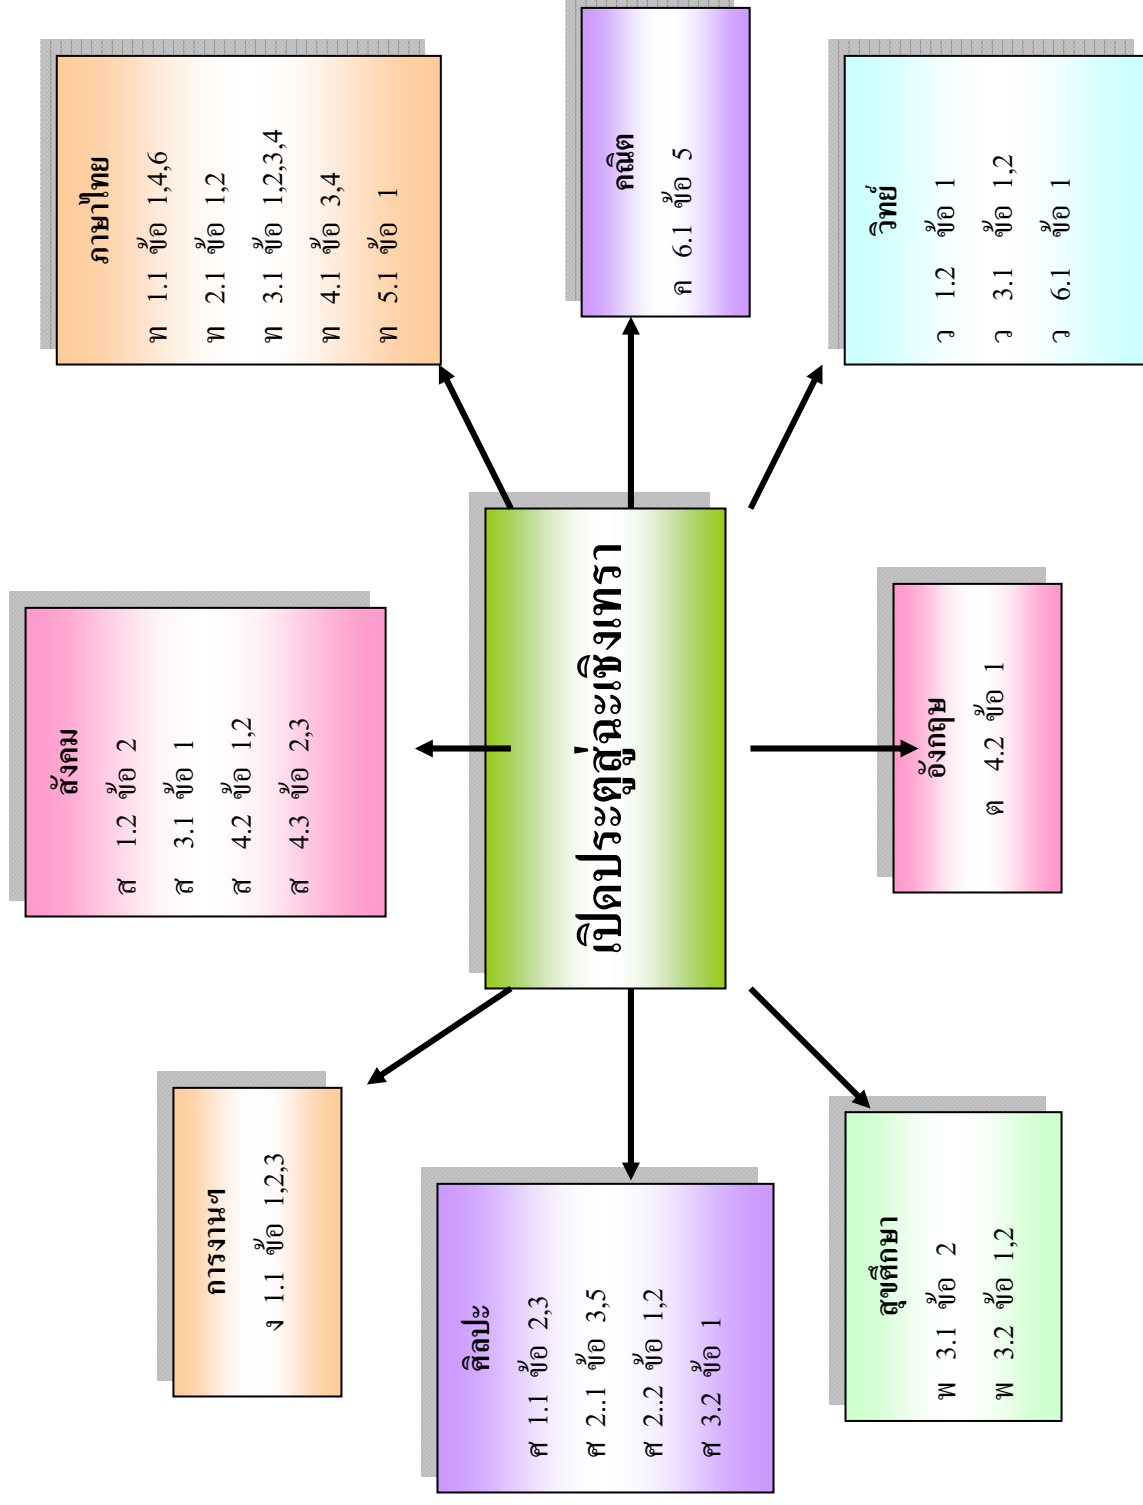 การงานฯ
ง 1.1 ข้อ 1,2,3
สังคม
ส 1.2 ข้อ 2
ส 3.1 ข้อ 1
ส 4.2 ข้อ 1,2
ส 4.3 ข้อ 2,3
ภาษาไทย
ท 1.1 ข้อ 1,4,6
ท 2.1 ข้อ 1,2
ท 3.1 ข้อ 1,2,3,4
ท 4.1 ข้อ 3,4
ท 5.1 ข้อ 1
ศิลปะ
ศ 1.1 ข้อ 2,3
ศ 2..1 ข้อ 3,5
ศ 2..2 ข้อ 1,2
ศ 3.2 ข้อ 1
เปิดประตูสู่ฉะเชิงเทรา
คณิต
ค 6.1 ข้อ 5
สุขศึกษา
พ 3.1 ข้อ 2
พ 3.2 ข้อ 1,2
อังกฤษ
ต 4.2 ข้อ 1
วิทย์
ว 1.2 ข้อ 1
ว 3.1 ข้อ 1,2
ว 6.1 ข้อ 1